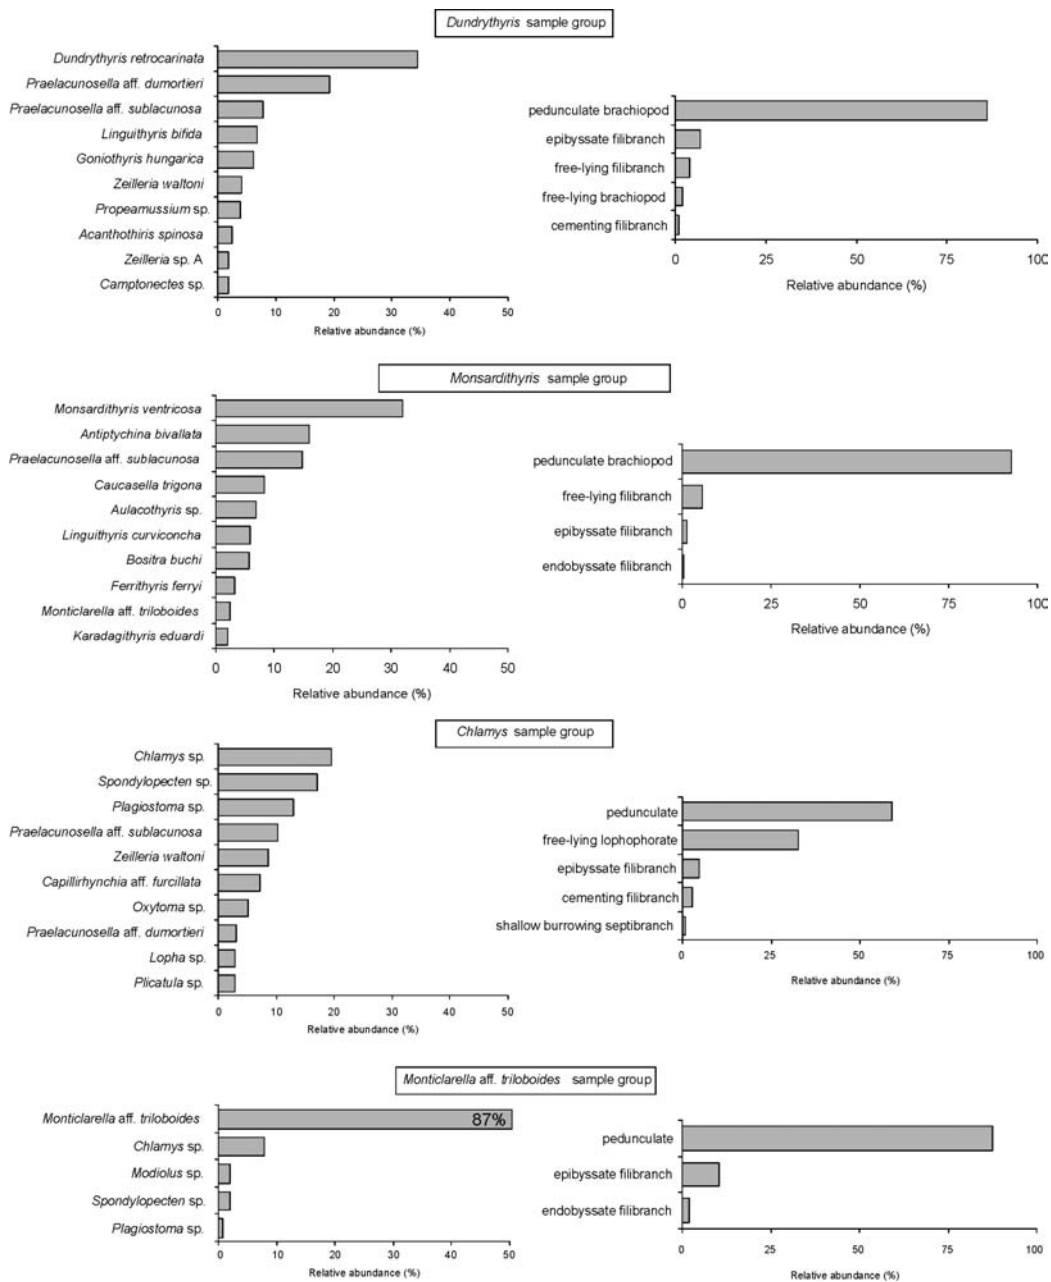 Dundrythyris sample group
Dundrythyris retrocarinata
Praelacunosella aff. dumortieri
Praelacunosella aff. sublacunosa
Linguithyris bifida
Goniothyris hungarica
Zeilleria waltoni
Propeamussium sp.
Acanthothiris spinosa
Zeilleria sp. A
Camptonectes sp.
0 10 20 30 40 50
Relative abundance (%)
pedunculate brachiopod
epibyssate filibranch
free-lying filibranch
free-lying brachiopod
cementing filibranch
0 25 50 75 100
Relative abundance (%)
Monsardithyris sample group
Monsardithyris ventricosa
Antiptychina bivallata
Praelacunosella aff. sublacunosa
Caucasella trigona
Aulacothyris sp.
Linguithyris curviconcha
Bositra buchi
Ferrithyris ferryi
Monticlarella aff. triloboides
Karadagithyris eduardi
0 10 20 30 40 50
Relative abundance (%)
pedunculate brachiopod
free-lying filibranch
epibyssate filibranch
endobyssate filibranch
0 25 50 75 100
Relative abundance (%)
Chlamys sample group
Chlamys sp.
Spondylopecten sp.
Plagiostoma sp.
Praelacunosella aff. sublacunosa
Zeilleria waltoni
Capillirhynchia aff. furcillata
Oxytoma sp.
Praelacunosella aff. dumortieri
Lopha sp.
Plicatula sp.
0 10 20 30 40 50
Relative abundance (%)
pedunculate
free-lying lophophorate
epibyssate filibranch
cementing filibranch
shallow burrowing septibranch
0 25 50 75 100
Relative abundance (%)
Monticlarella aff. triloboides sample group
Monticlarella aff. triloboides
87%
Chlamys sp.
Modiolus sp.
Spondylopecten sp.
Plagiostoma sp.
0 10 20 30 40 50
Relative abundance (%)
pedunculate
epibyssate filibranch
endobyssate filibranch
0 25 50 75 100
Relative abundance (%)